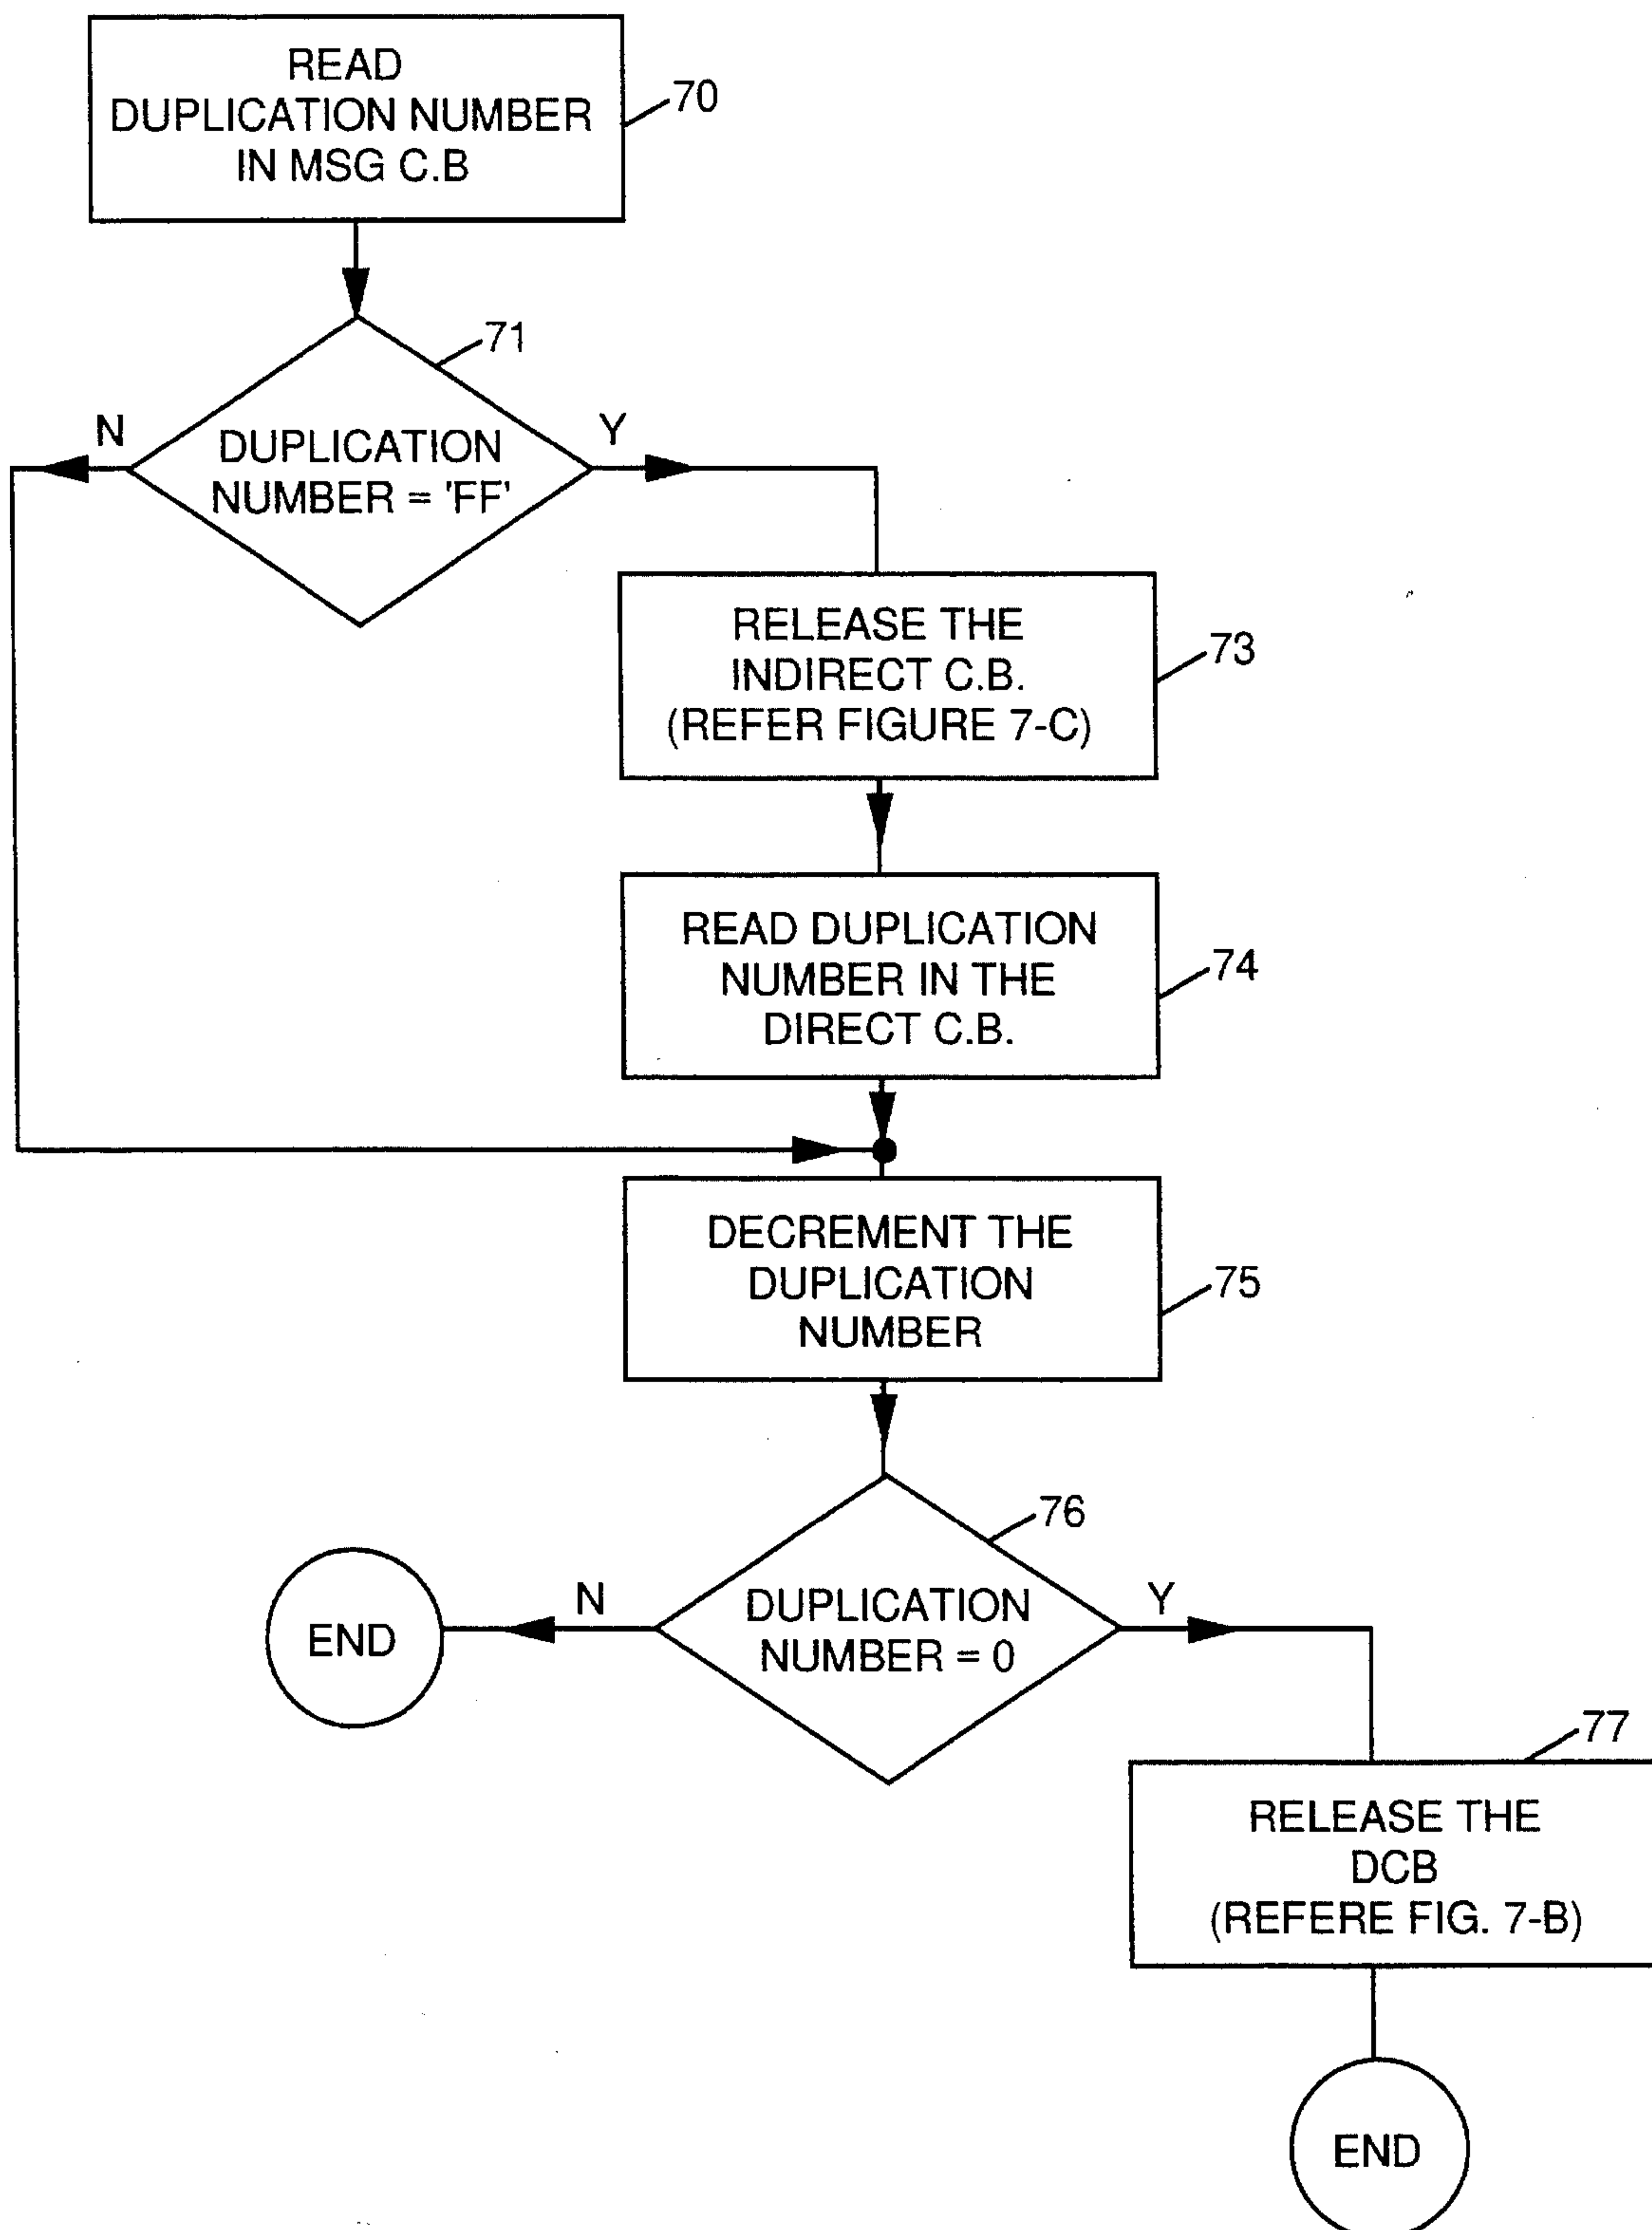 READ
DUPLICATION NUMBER
IN MSG C.B
70
71
N
Y
DUPLICATION
NUMBER = 'FF'
RELEASE THE
INDIRECT C.B.
(REFER FIGURE 7-C)
73
READ DUPLICATION
NUMBER IN THE
DIRECT C.B.
74
DECREMENT THE
DUPLICATION
NUMBER
75
76
N
Y
DUPLICATION
NUMBER = 0
END
77
RELEASE THE
DCB
(REFERE FIG. 7-B)
END